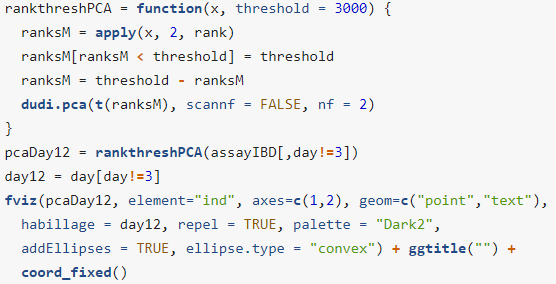 rankthreshPCA = function(x, threshold = 3000) {
  ranksM = apply(x, 2, rank)
  ranksM[ranksM < threshold] = threshold
  ranksM = threshold - ranksM
  dudi.pca(t(ranksM), scannf = FALSE, nf = 2)
}
pcaDay12 = rankthreshPCA(assayIBD[,day!=3])
day12 = day[day!=3]
fviz(pcaDay12, element="ind", axes=c(1,2), geom=c("point","text"),
  habillage = day12, repel = TRUE, palette = "Dark2",
  addEllipses = TRUE, ellipse.type = "convex") + ggtitle("") +
  coord_fixed()